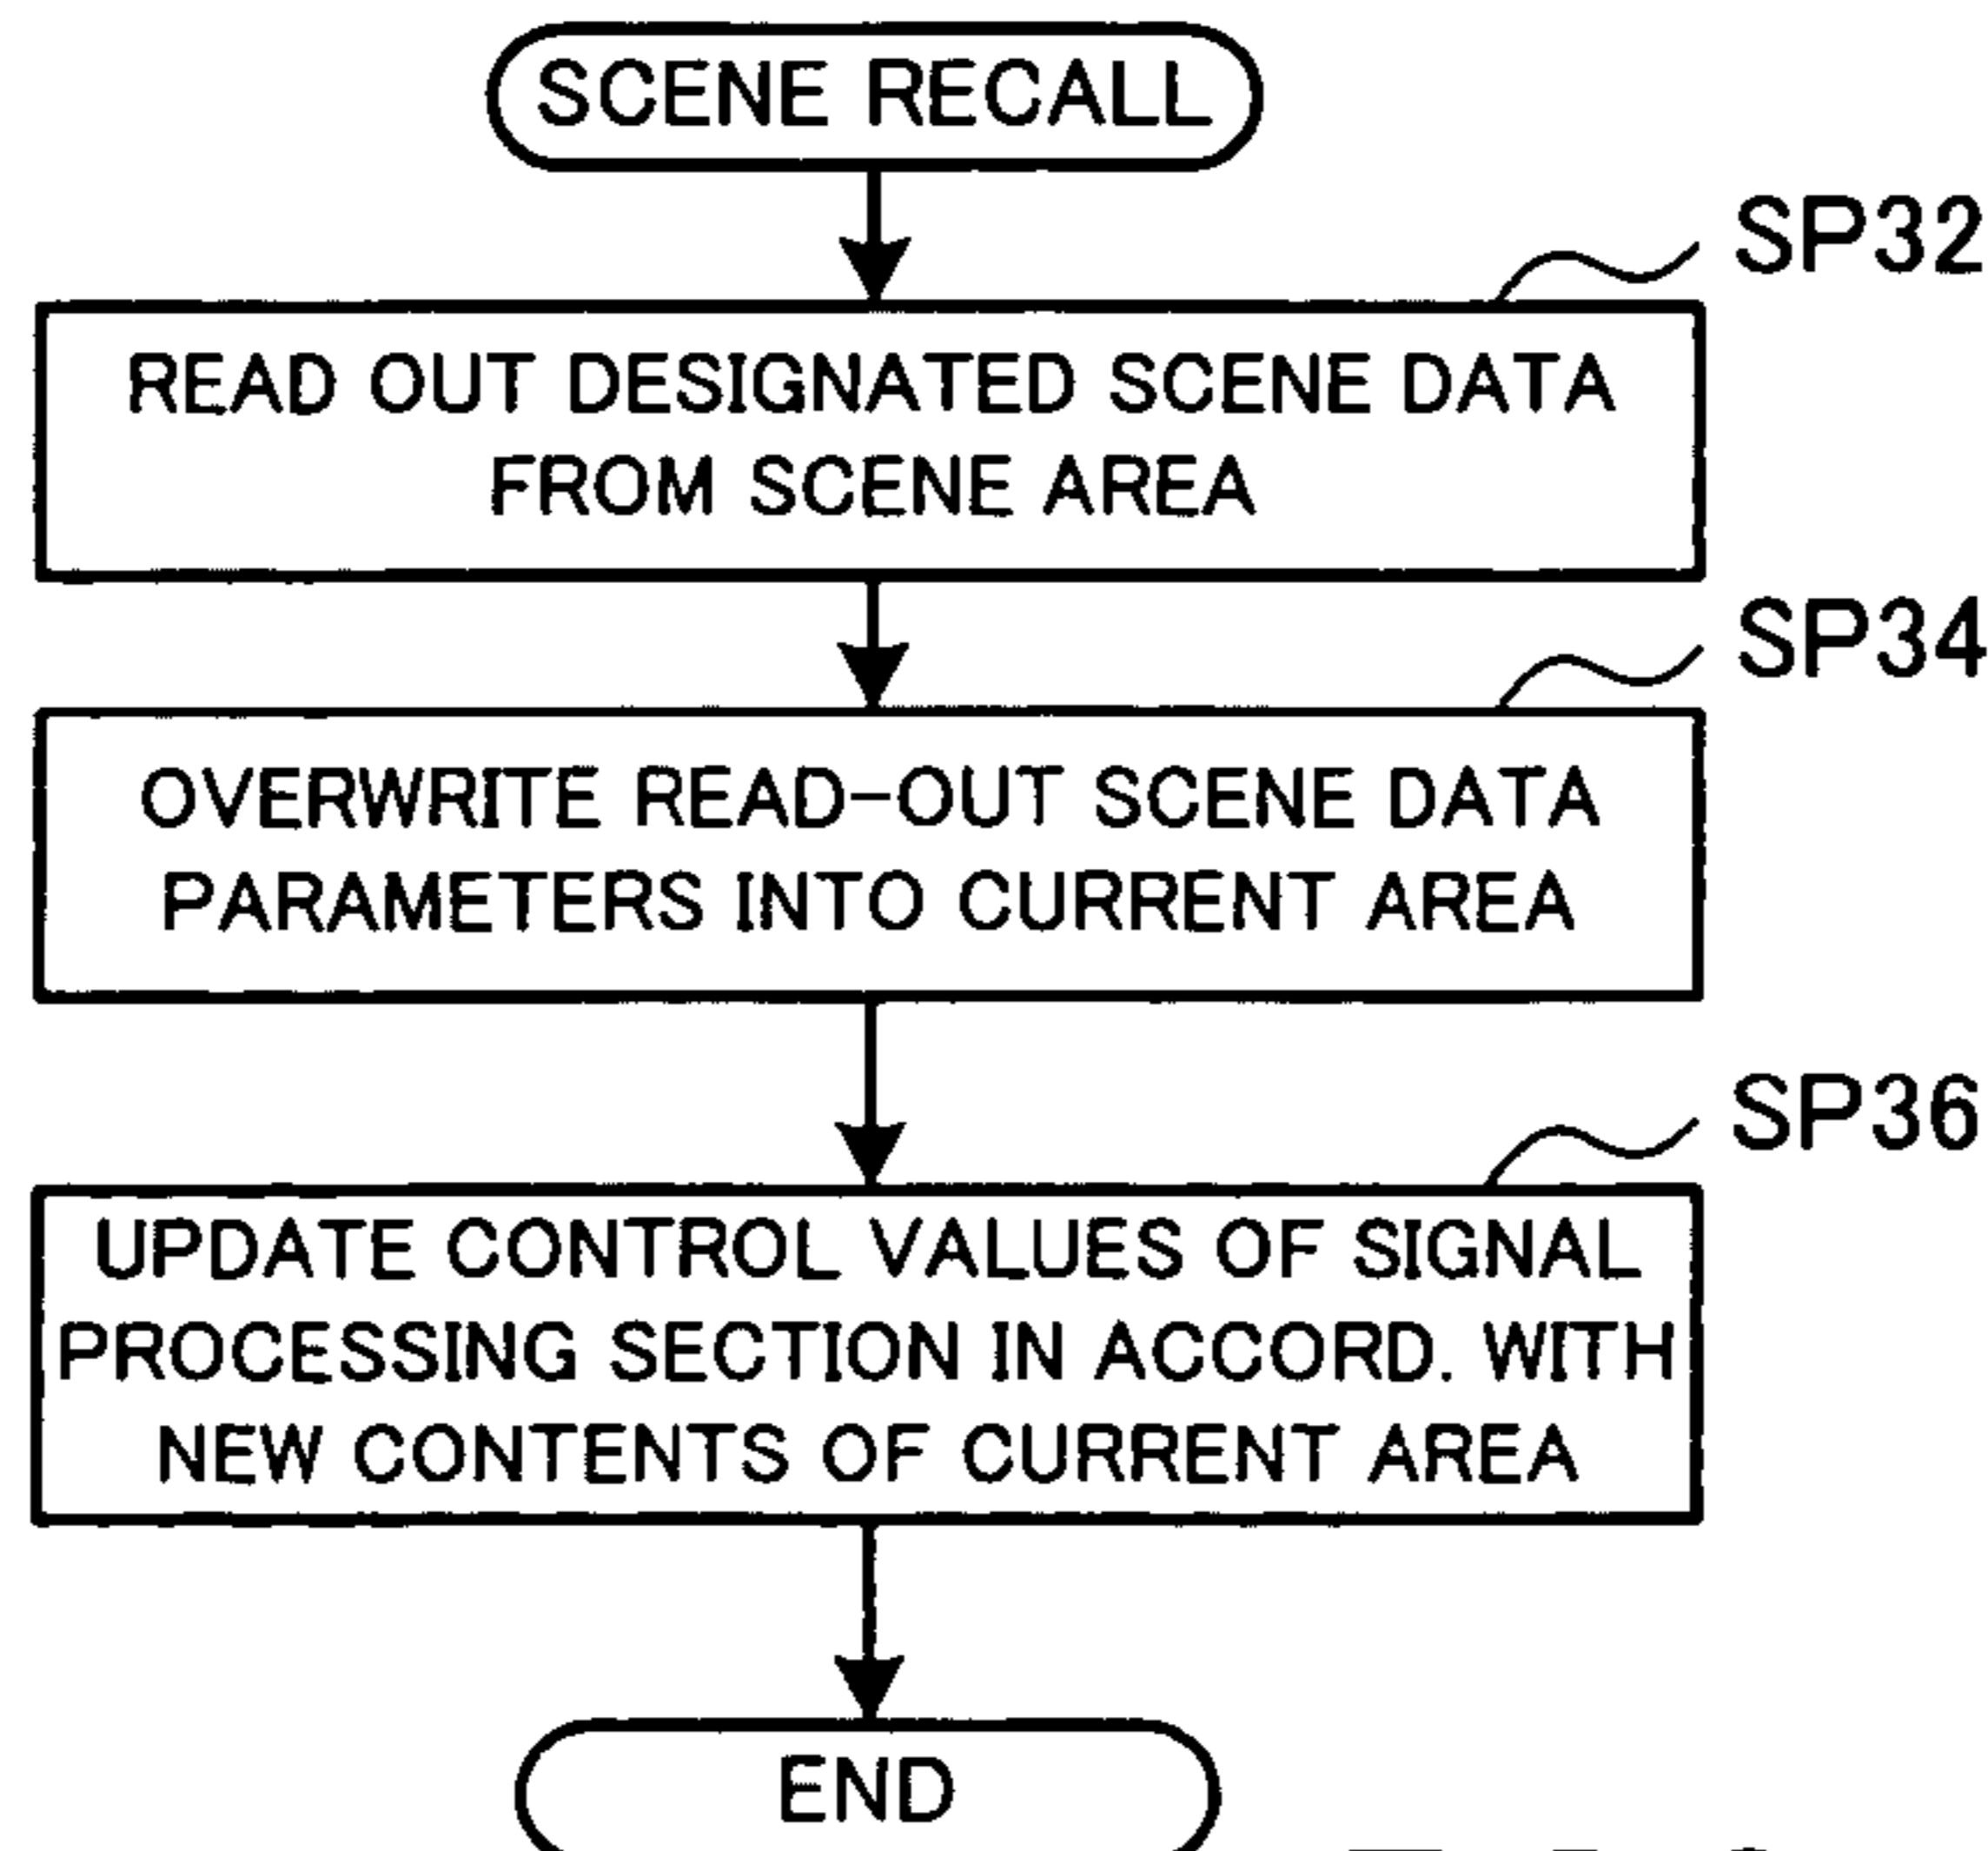 SCENE RECALL
SP32
READ OUT DESIGNATED SCENE DATA
FROM SCENE AREA
SP34
OVERWRITE READ-OUT SCENE DATA
PARAMETERS INTO CURRENT AREA
SP36
UPDATE CONTROL VALUES OF SIGNAL
PROCESSING SECTION IN ACCORD. WITH
NEW CONTENTS OF CURRENT AREA
END